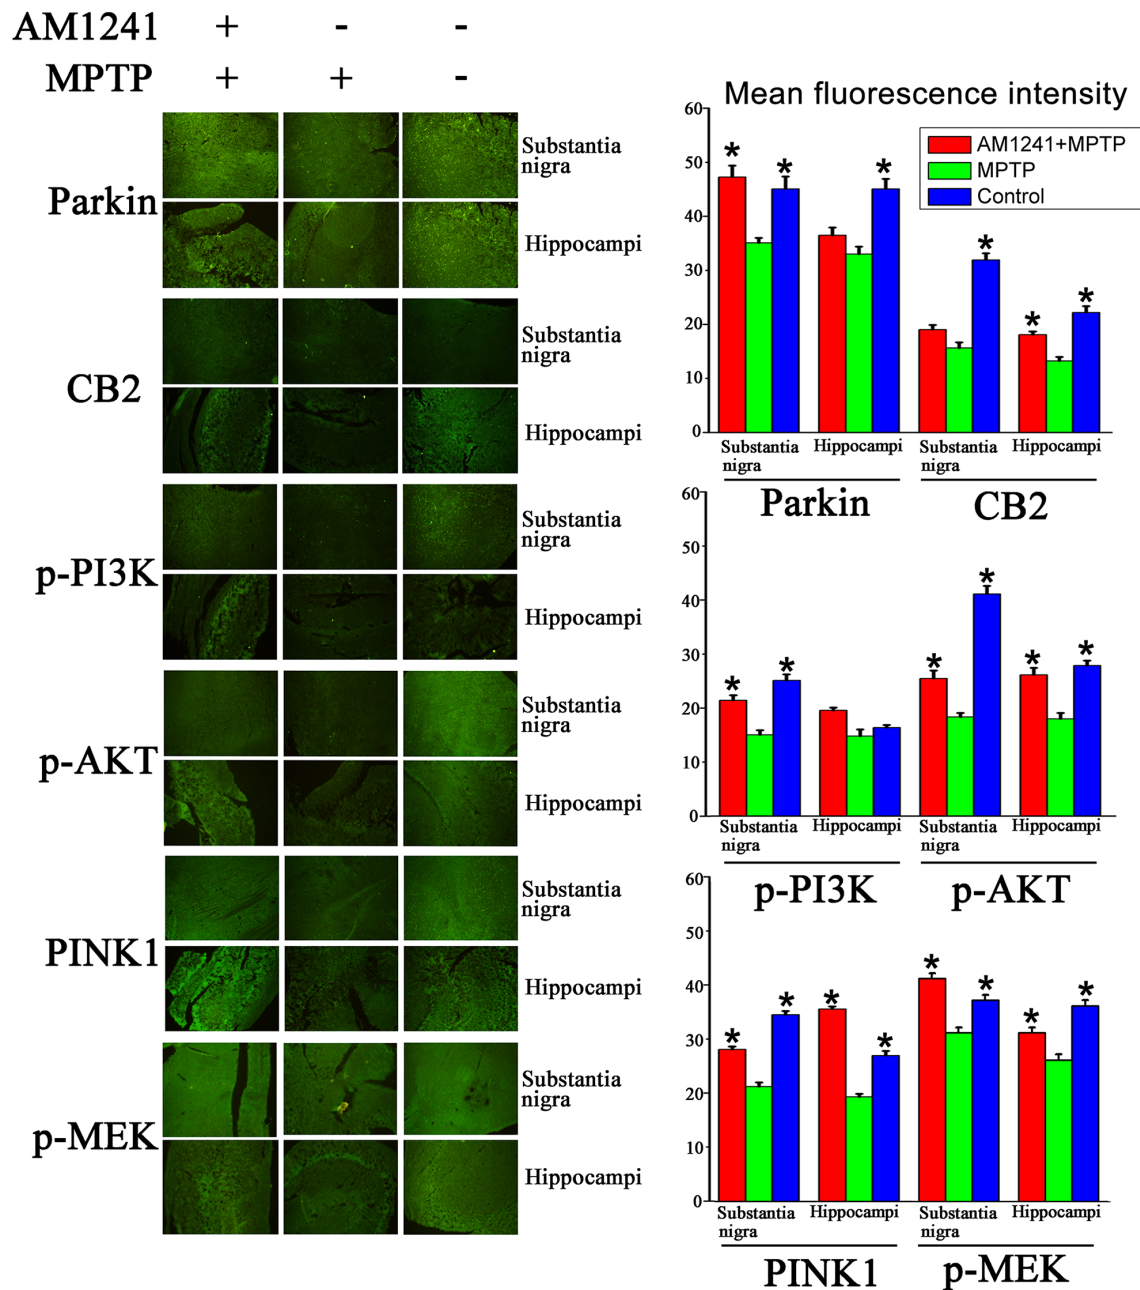 AM1241 + - -
MPTP + + -
Parkin
Substantia
nigra
Hippocampi
CB2
Substantia
nigra
Hippocampi
p-PI3K
Substantia
nigra
Hippocampi
p-AKT
Substantia
nigra
Hippocampi
PINK1
Substantia
nigra
Hippocampi
p-MEK
Substantia
nigra
Hippocampi
Mean fluorescence intensity
AM1241+MPTP
MPTP
Control
60
50
40
30
20
10
0
* * * * * *
Substantia
nigra
Hippocampi
Substantia
nigra
Hippocampi
Parkin CB2
60
50
40
30
20
10
0
* * * * * *
Substantia
nigra
Hippocampi
Substantia
nigra
Hippocampi
p-PI3K p-AKT
60
50
40
30
20
10
0
* * * * * * * *
Substantia
nigra
Hippocampi
Substantia
nigra
Hippocampi
PINK1 p-MEK